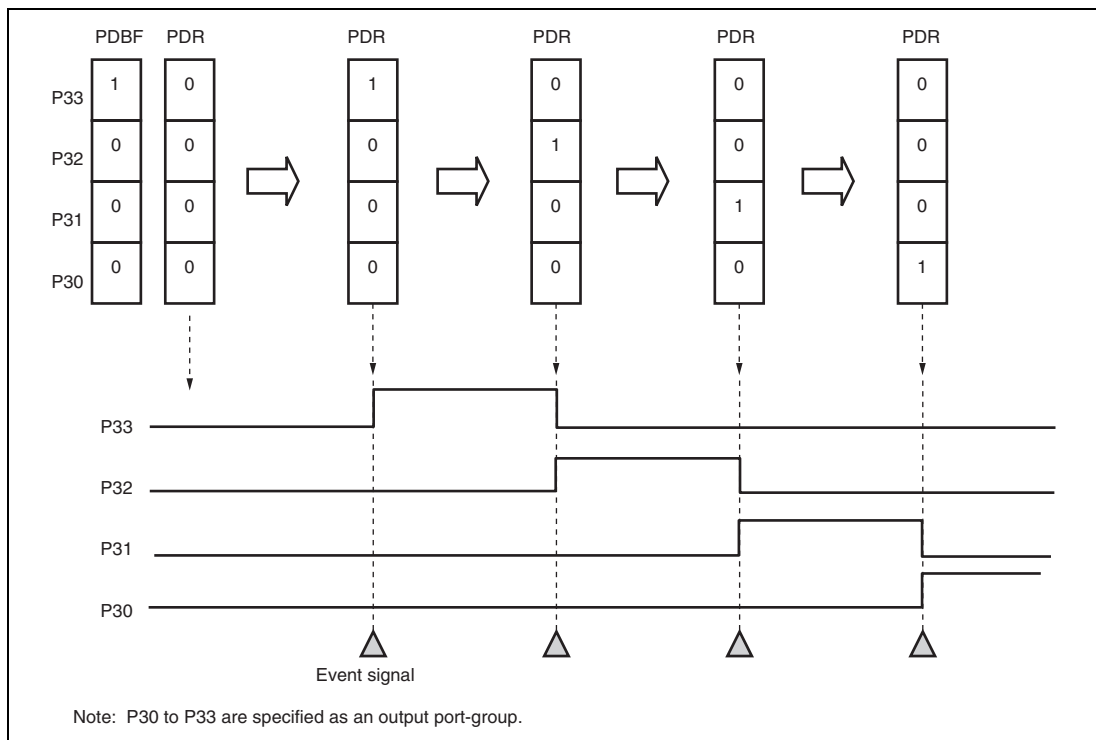 PDBF PDR PDR PDR PDR PDR
P33 1 0 1 0 0 0
P32 0 0 0 1 0 0
P31 0 0 0 0 1 0
P30 0 0 0 0 0 1
P33
P32
P31
P30
Event signal
Note: P30 to P33 are specified as an output port-group.